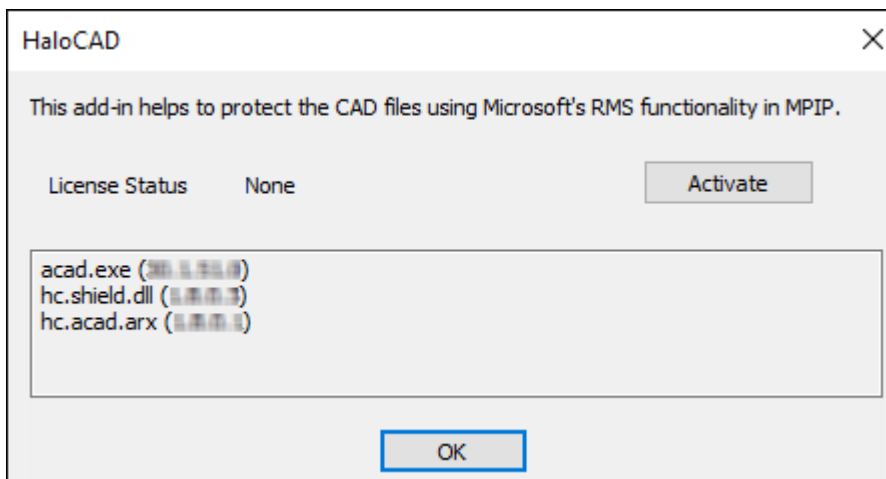 HaloCAD
This add-in helps to protect the CAD files using Microsoft's RMS functionality in MPIP.
License Status None Activate
acad.exe ()
hc.shield.dll ()
hc.acad.arx ()
OK